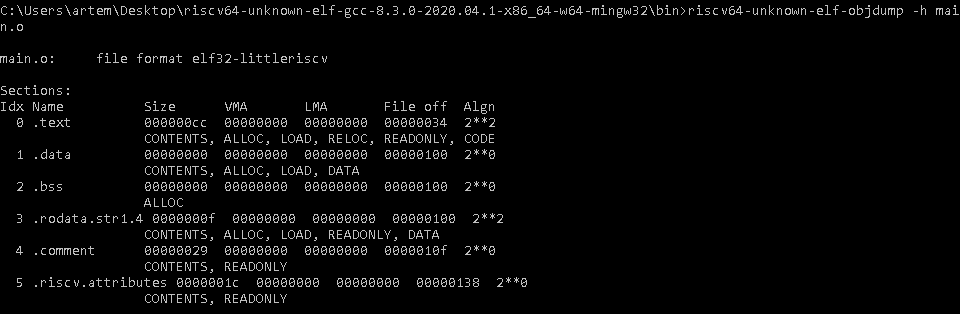 C:\Users\artem\Desktop\riscv64-unknown-elf-gcc-8.3.0-2020.04.1-x86_64-w64-mingw32\bin>riscv64-unknown-elf-objdump -h mai
n.o

main.o:     file format elf32-littleriscv

Sections:
Idx Name          Size      VMA       LMA       File off  Algn
  0 .text         000000cc  00000000  00000000  00000034  2**2
                  CONTENTS, ALLOC, LOAD, RELOC, READONLY, CODE
  1 .data         00000000  00000000  00000000  00000100  2**0
                  CONTENTS, ALLOC, LOAD, DATA
  2 .bss          00000000  00000000  00000000  00000100  2**0
                  ALLOC
  3 .rodata.str1.4 0000000f  00000000  00000000  00000100  2**2
                  CONTENTS, ALLOC, LOAD, READONLY, DATA
  4 .comment      00000029  00000000  00000000  0000010f  2**0
                  CONTENTS, READONLY
  5 .riscv.attributes 0000001c  00000000  00000000  00000138  2**0
                  CONTENTS, READONLY